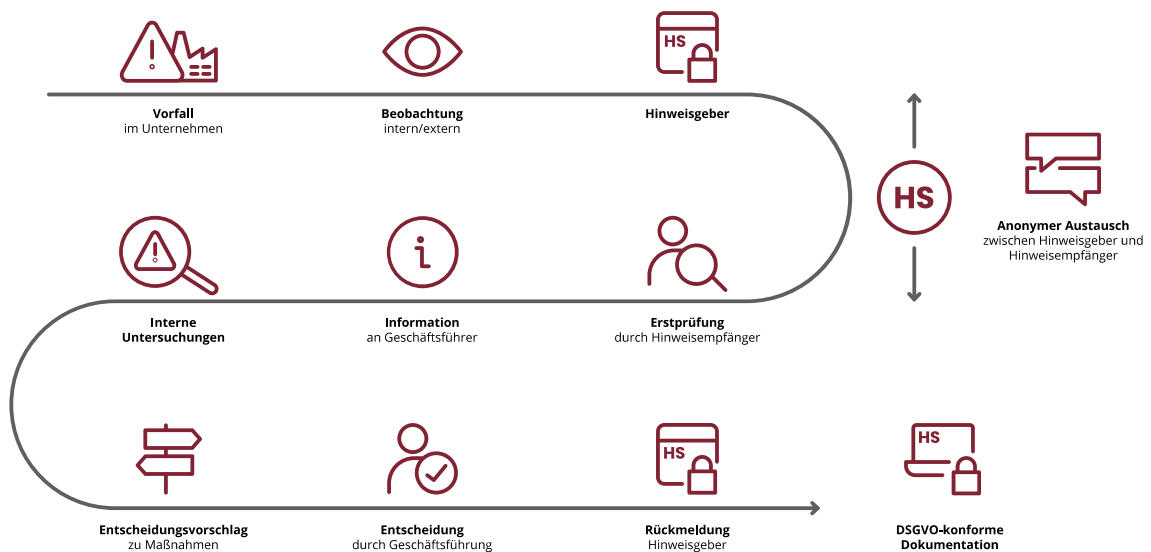 HS
Vorfall
im Unternehmen
Beobachtung
intern/extern
Hinweisgeber
HS
Anonymer Austausch
zwischen Hinweisgeber und
Hinweisempfänger
Erstprüfung
durch Hinweisempfänger
Information
an Geschäftsführer
Interne
Untersuchungen
Entscheidungsvorschlag
zu Maßnahmen
Entscheidung
durch Geschäftsführung
HS
Rückmeldung
Hinweisgeber
HS
DSGVO-konforme
Dokumentation